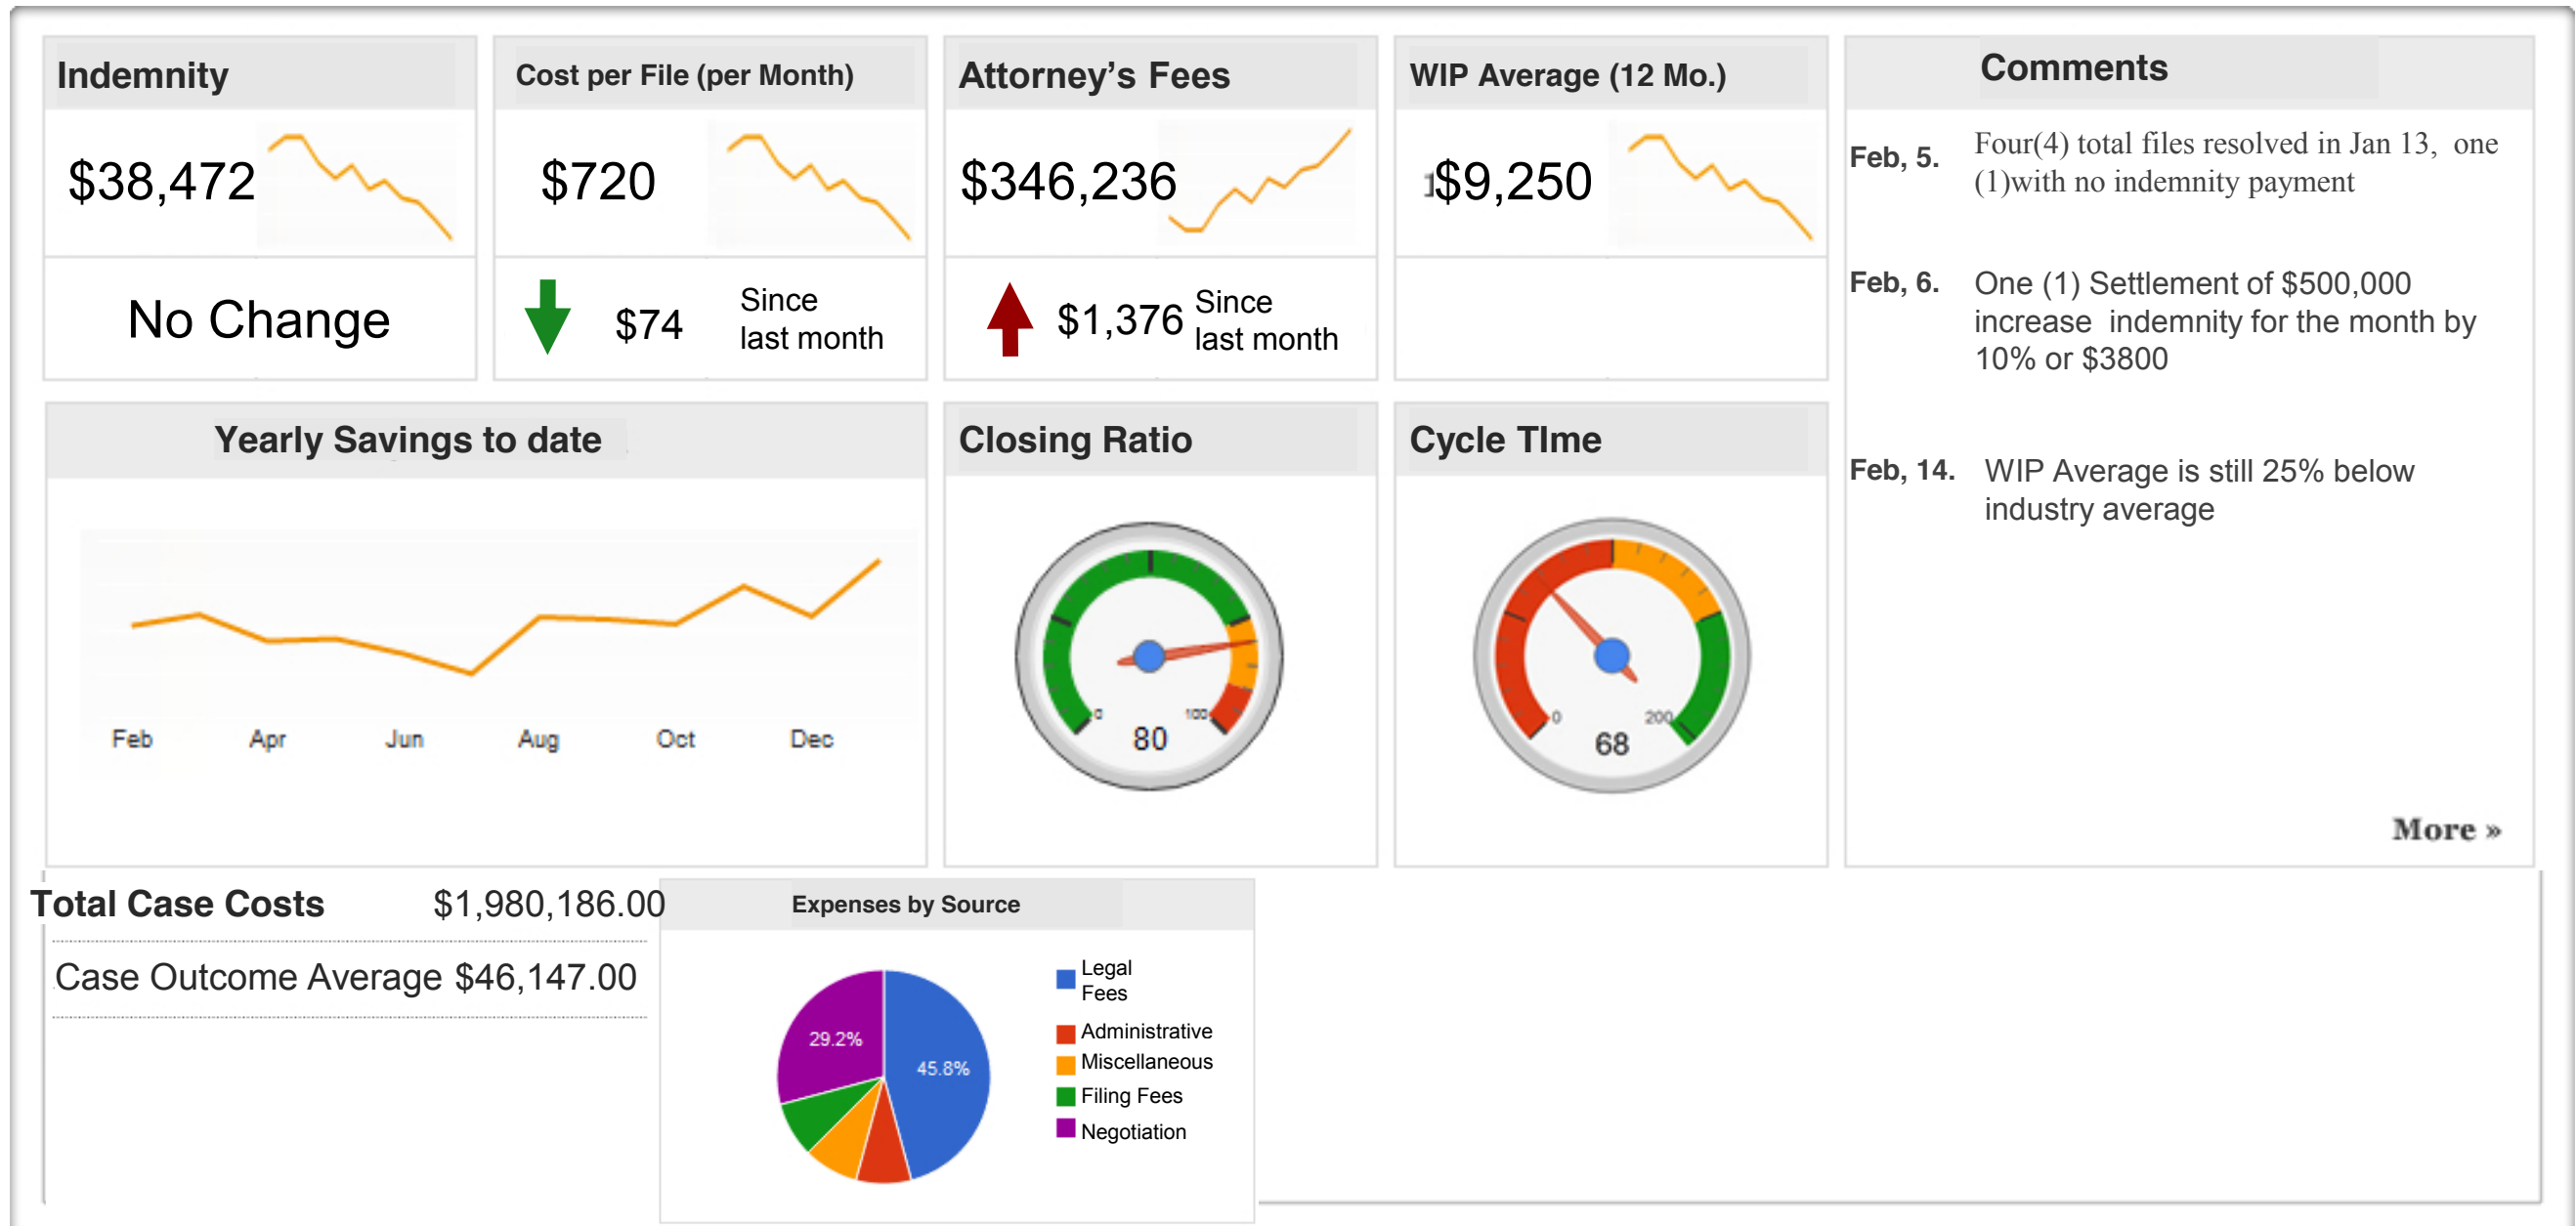 Indemnity
$38,472
No Change
Cost per File (per Month)
$720
$74
Since
last month
Attorney’s Fees
$346,236
$1,376
Since
last month
WIP Average (12 Mo.)
$9,250
Comments
Feb, 5.
Four(4) total files resolved in Jan 13, one
(1)with no indemnity payment
Feb, 6.
One (1) Settlement of $500,000
increase indemnity for the month by
10% or $3800
Feb, 14.
WIP Average is still 25% below
industry average
More »
Yearly Savings to date
Feb Apr Jun Aug Oct Dec
Closing Ratio
0 100
80
Cycle TIme
0 200
68
Total Case Costs $1,980,186.00
Case Outcome Average $46,147.00
Expenses by Source
29.2%
45.8%
Legal
Fees
Administrative
Miscellaneous
Filing Fees
Negotiation